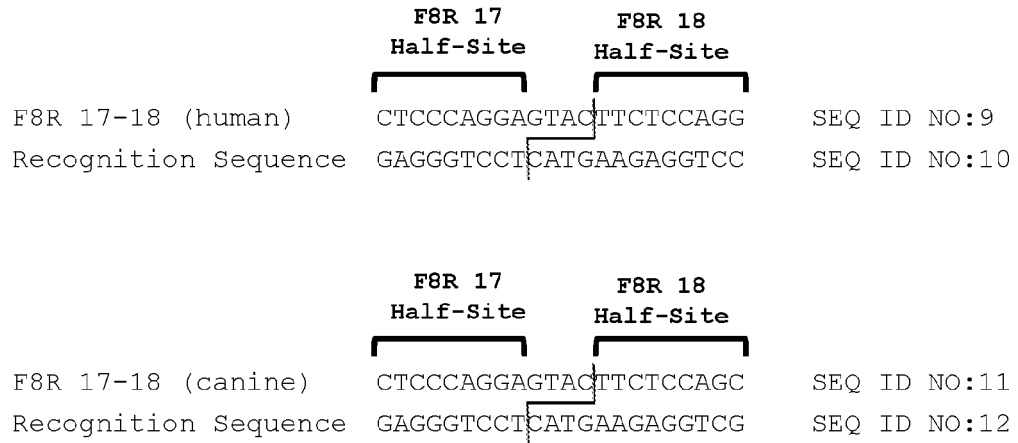 F8R 17 F8R 18
Half-Site Half-Site
F8R 17-18 (human) CTCCCAGGAGTACTTCTCCAGG SEQ ID NO:9
Recognition Sequence GAGGGTCCTCATGAAGAGGTCC SEQ ID NO:10
F8R 17 F8R 18
Half-Site Half-Site
F8R 17-18 (canine) CTCCCAGGAGTACTTCTCCAGC SEQ ID NO:11
Recognition Sequence GAGGGTCCTCATGAAGAGGTCG SEQ ID NO:12